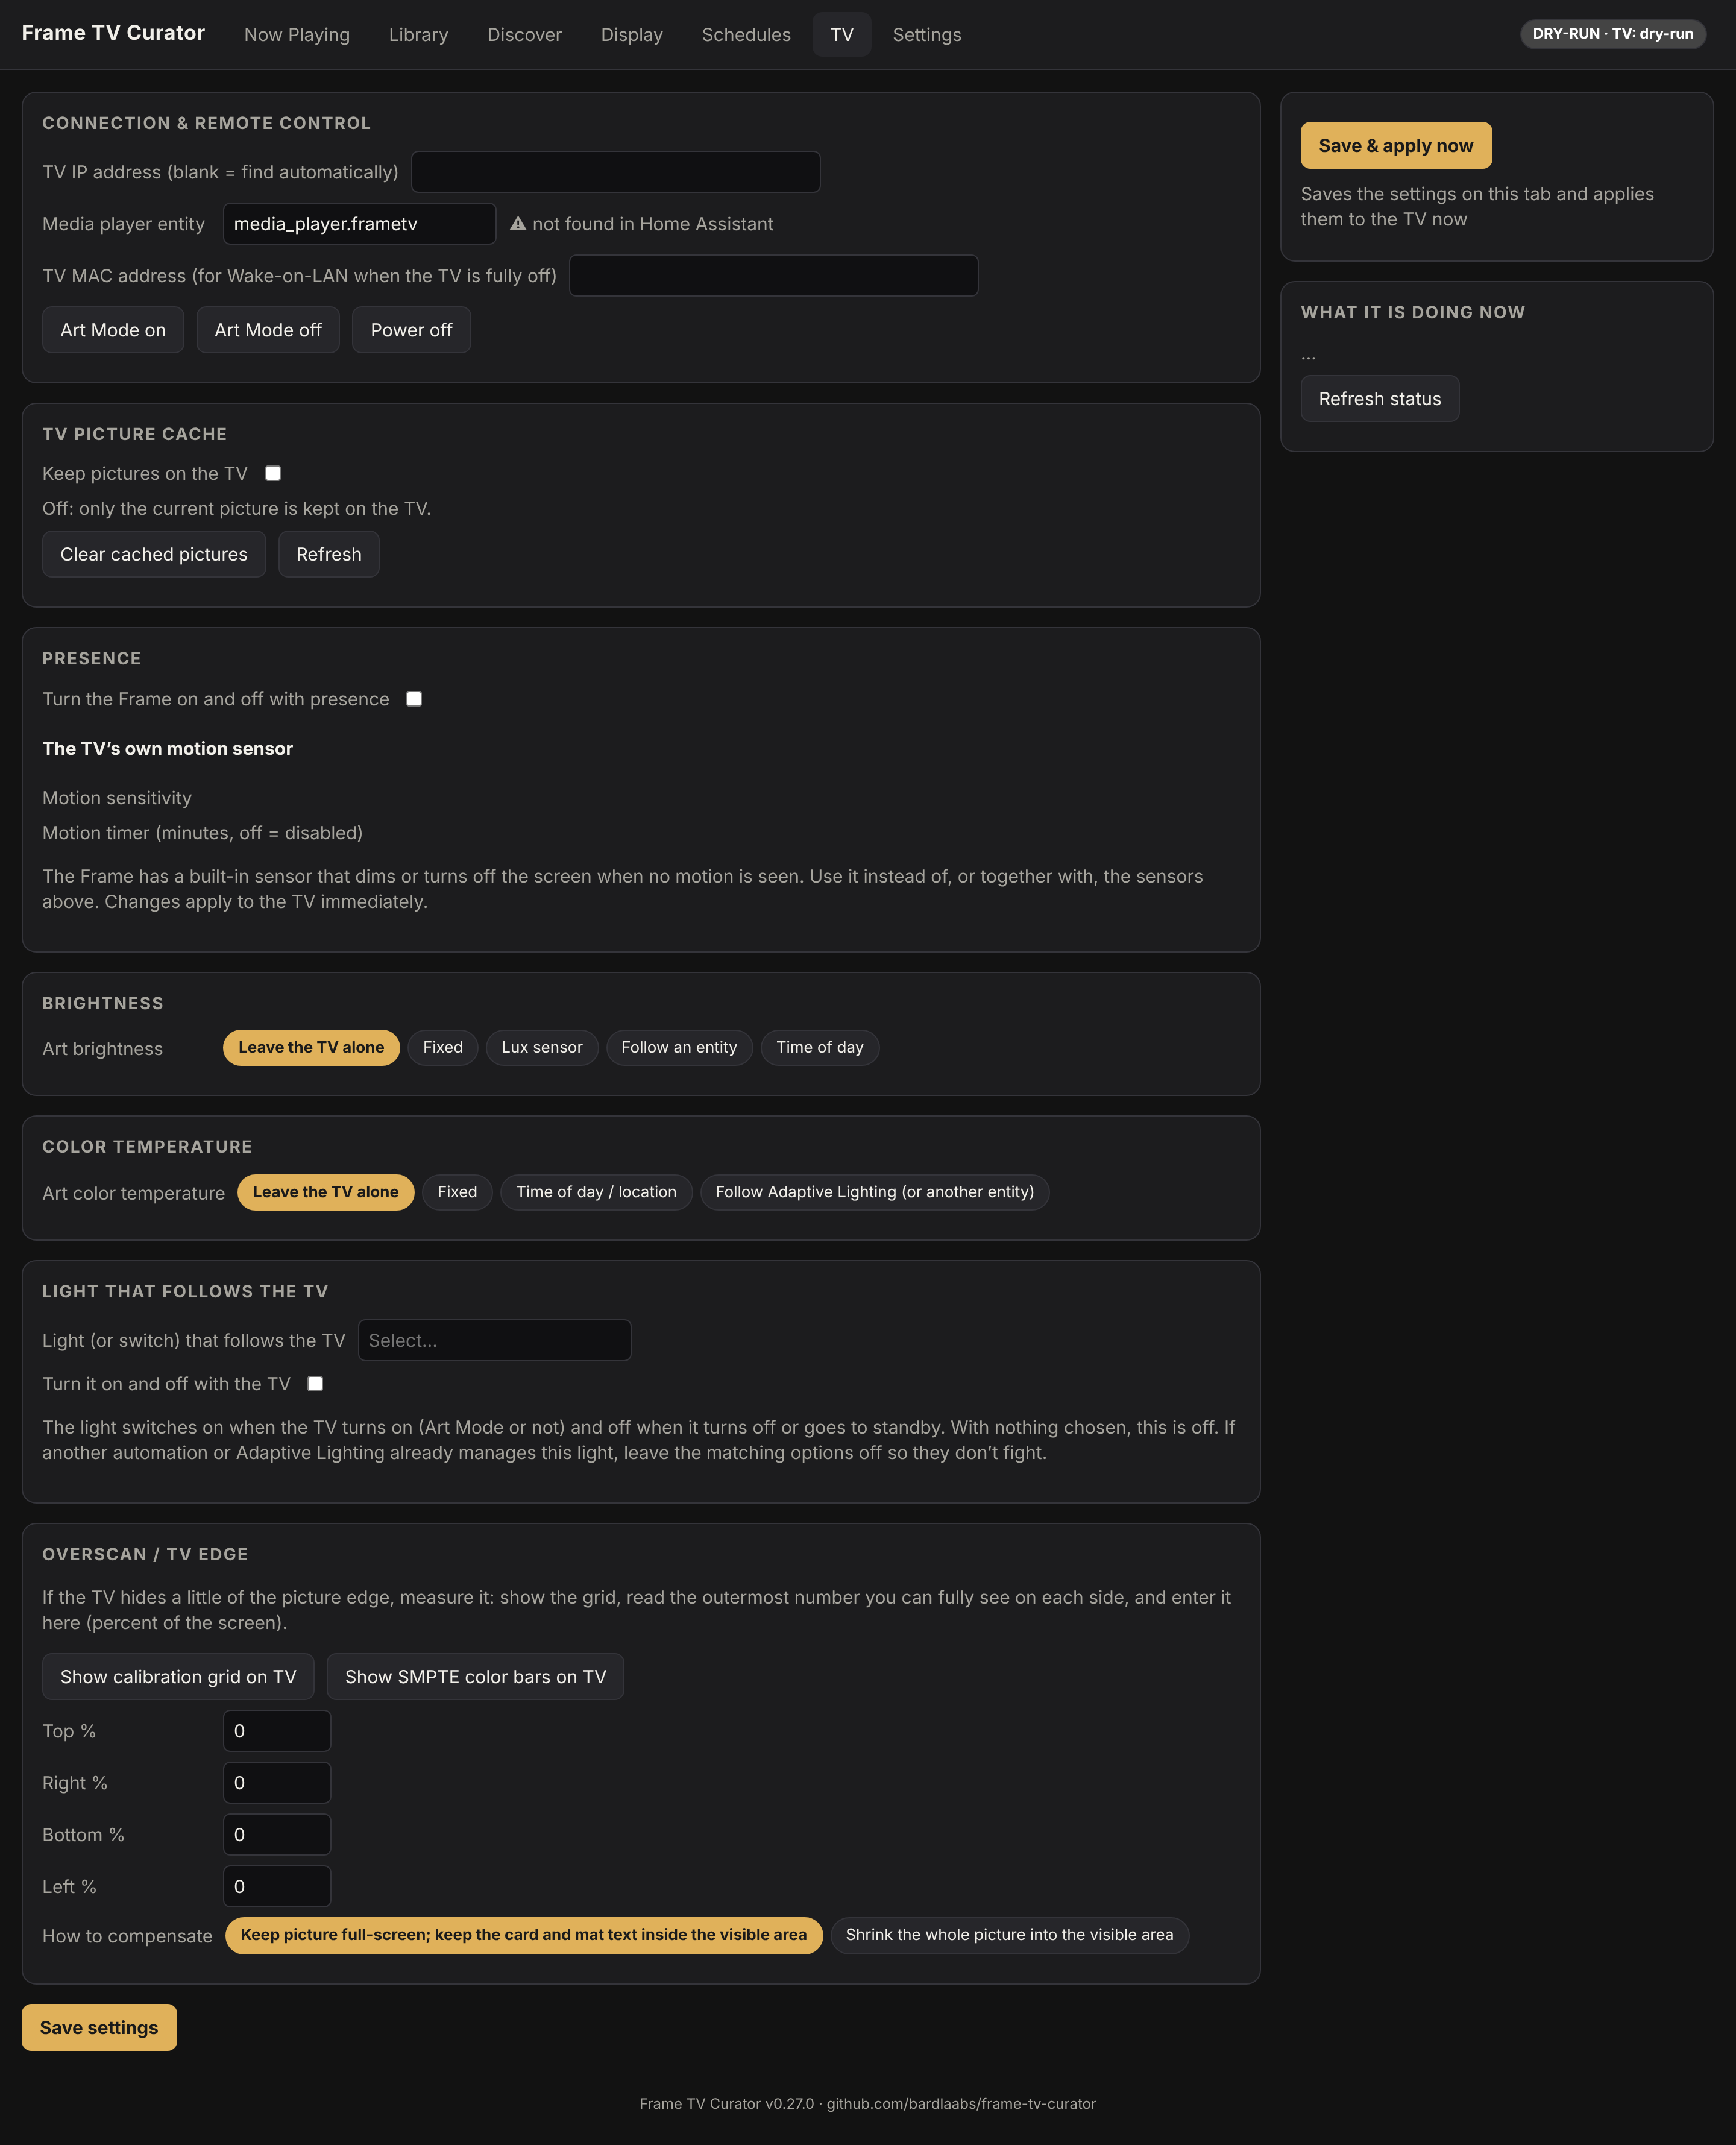 Frame TV Curator
Now Playing
Library
Discover
Display
Schedules
TV
Settings
DRY-RUN · TV: dry-run
CONNECTION & REMOTE CONTROL
TV IP address (blank = find automatically)
Media player entity
media_player.frametv
⚠ not found in Home Assistant
TV MAC address (for Wake-on-LAN when the TV is fully off)
Art Mode on
Art Mode off
Power off
TV PICTURE CACHE
Keep pictures on the TV
Off: only the current picture is kept on the TV.
Clear cached pictures
Refresh
PRESENCE
Turn the Frame on and off with presence
The TV’s own motion sensor
Motion sensitivity
Motion timer (minutes, off = disabled)
The Frame has a built-in sensor that dims or turns off the screen when no motion is seen. Use it instead of, or together with, the sensors
above. Changes apply to the TV immediately.
BRIGHTNESS
Art brightness
Leave the TV alone
Fixed
Lux sensor
Follow an entity
Time of day
COLOR TEMPERATURE
Art color temperature
Leave the TV alone
Fixed
Time of day / location
Follow Adaptive Lighting (or another entity)
LIGHT THAT FOLLOWS THE TV
Light (or switch) that follows the TV
Select...
Turn it on and off with the TV
The light switches on when the TV turns on (Art Mode or not) and off when it turns off or goes to standby. With nothing chosen, this is off. If
another automation or Adaptive Lighting already manages this light, leave the matching options off so they don’t fight.
OVERSCAN / TV EDGE
If the TV hides a little of the picture edge, measure it: show the grid, read the outermost number you can fully see on each side, and enter it
here (percent of the screen).
Show calibration grid on TV
Show SMPTE color bars on TV
Top %
0
Right %
0
Bottom %
0
Left %
0
How to compensate
Keep picture full-screen; keep the card and mat text inside the visible area
Shrink the whole picture into the visible area
Save settings
Save & apply now
Saves the settings on this tab and applies
them to the TV now
WHAT IT IS DOING NOW
...
Refresh status
Frame TV Curator v0.27.0 · github.com/bardlaabs/frame-tv-curator